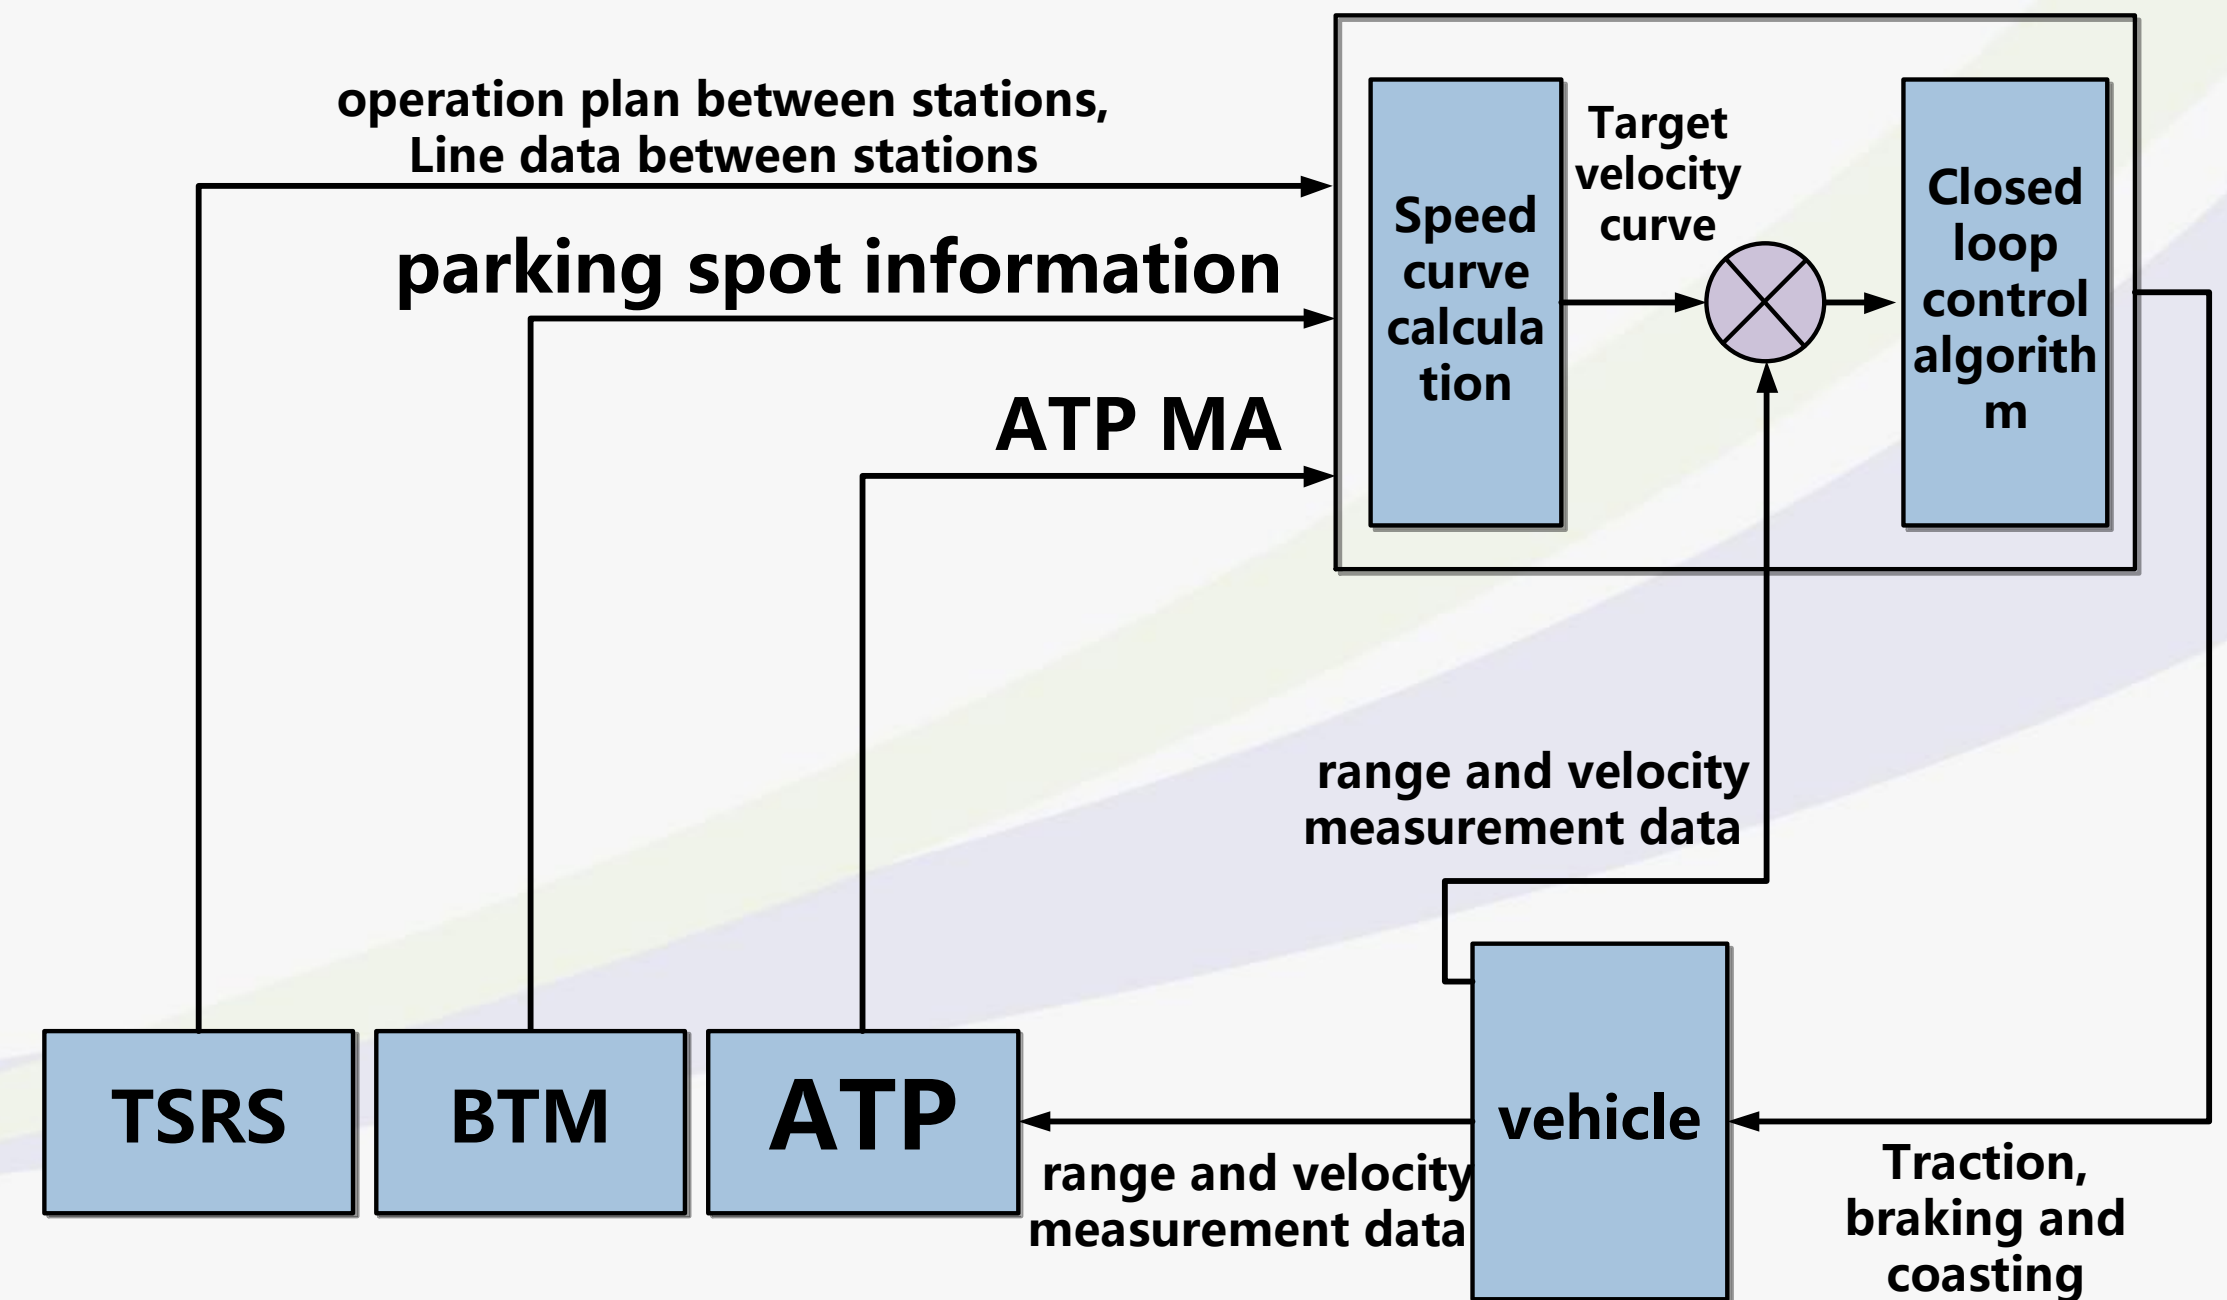 operation plan between stations,
Line data between stations
parking spot information
ATP MA
Speed
curve
calcula
tion
Target
velocity
curve
Closed
loop
control
algorith
m
range and velocity
measurement data
TSRS
BTM
ATP
range and velocity
measurement data
vehicle
Traction,
braking and
coasting